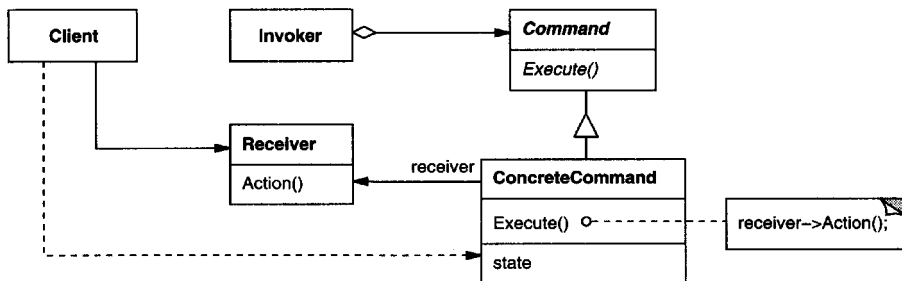 Client
Invoker
Command
Execute()
Receiver
Action()
receiver
ConcreteCommand
Execute()
state
receiver–>Action();